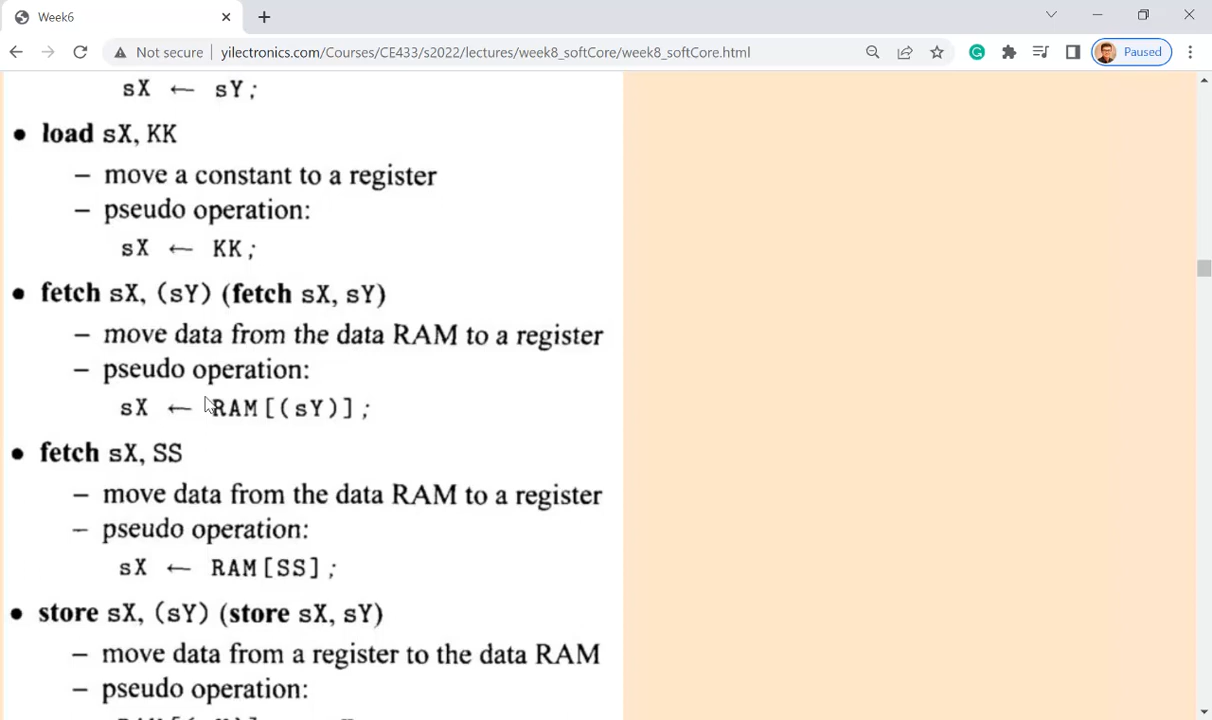 Week6
Not secure
yilectronics.com/Courses/CE433/s2022/lectures/week8_softCore/week8_softCore.html
Paused
sX ← sY;
● load sX, KK
– move a constant to a register
– pseudo operation:
sX ← KK;
● fetch sX, (sY) (fetch sX, sY)
– move data from the data RAM to a register
– pseudo operation:
sX ← RAM[(sY)];
● fetch sX, SS
– move data from the data RAM to a register
– pseudo operation:
sX ← RAM[SS];
● store sX, (sY) (store sX, sY)
– move data from a register to the data RAM
– pseudo operation: